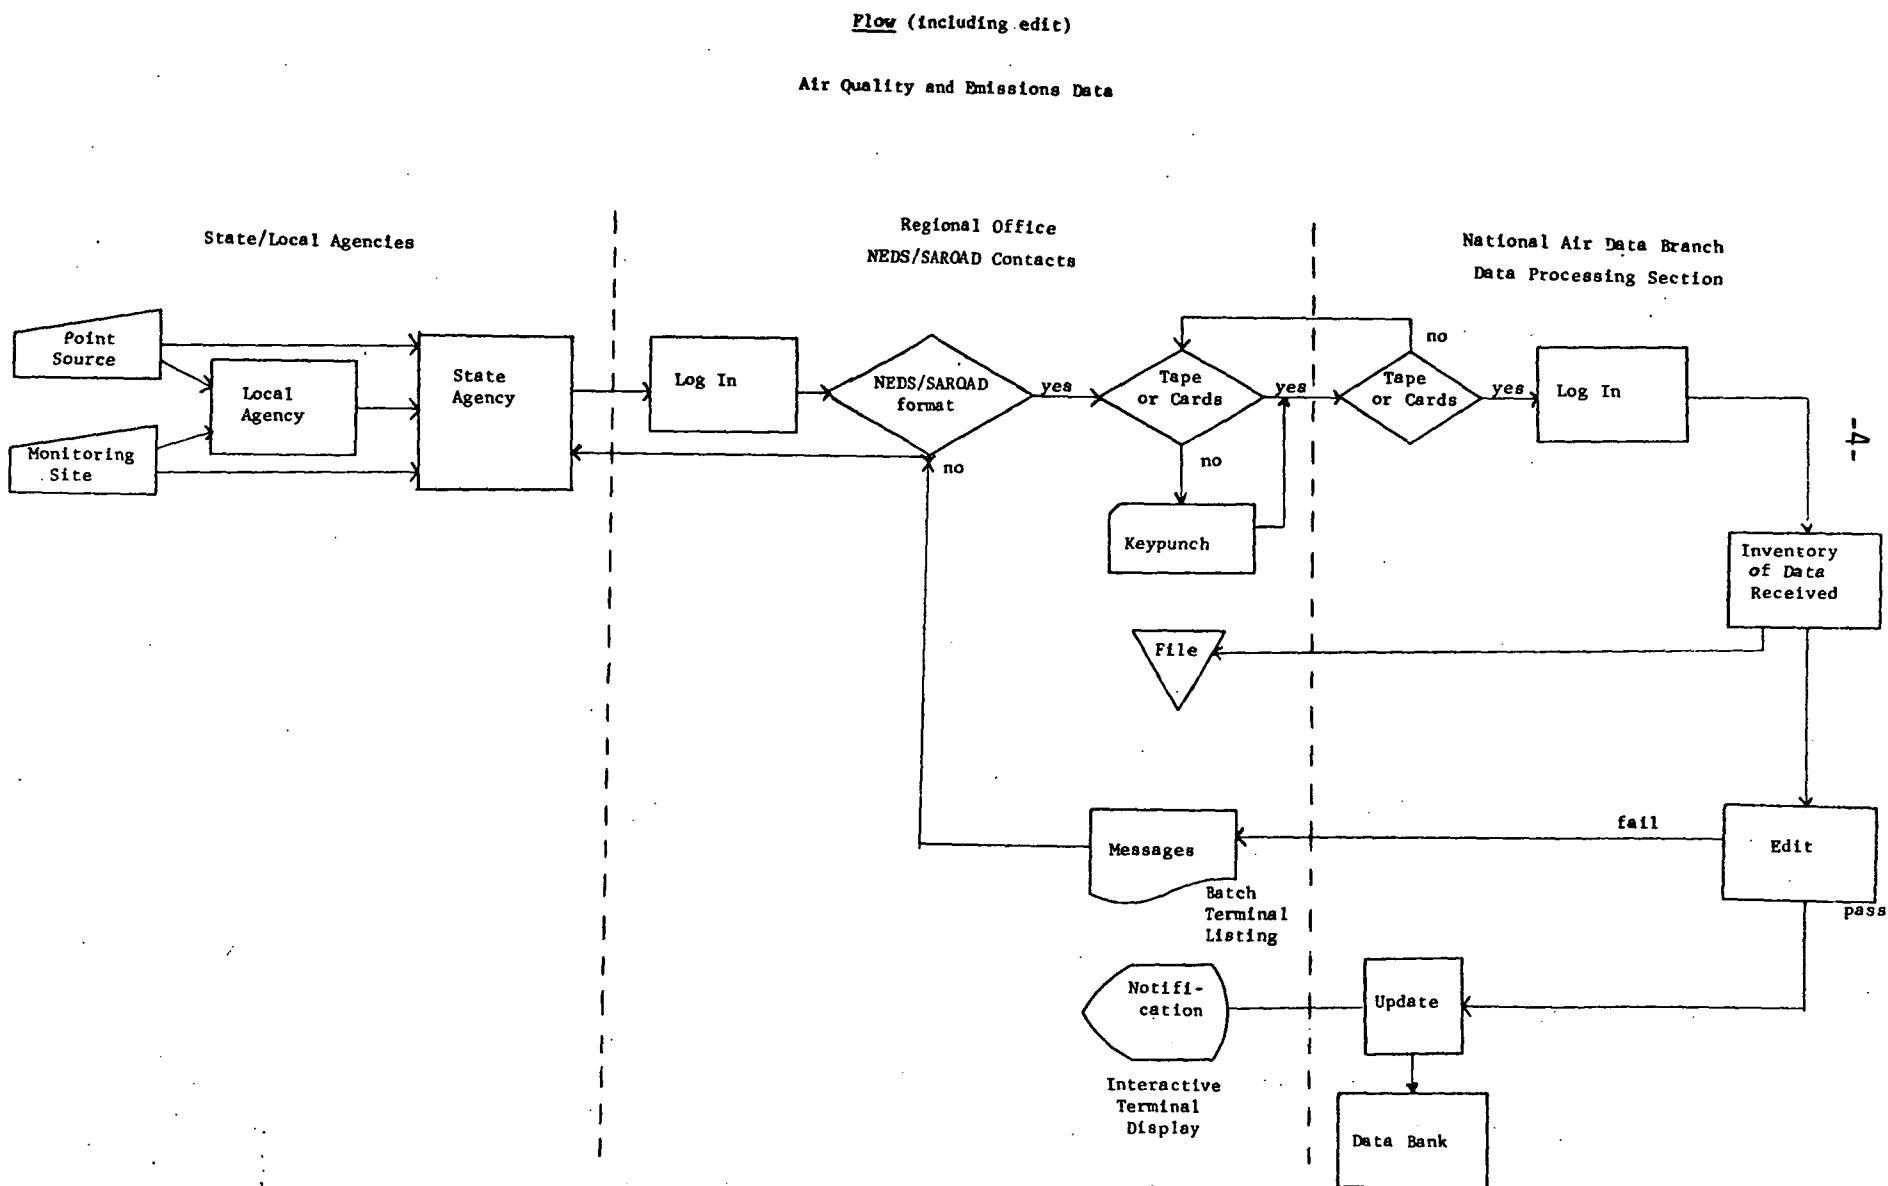 Flow (including edit)
Air Quality and Emissions Data
State/Local Agencies
Regional Office
NEDS/SAROAD Contacts
National Air Data Branch
Data Processing Section
Point
Source
Local
Agency
Monitoring
Site
State
Agency
Log In
NEDS/SAROAD
format
yes
no
Tape
or Cards
yes
no
Keypunch
Tape
or Cards
no
yes
Log In
-4-
Inventory
of Data
Received
File
Messages
Batch
Terminal
Listing
fail
Edit
pass
Notifi-
cation
Interactive
Terminal
Display
Update
Data Bank